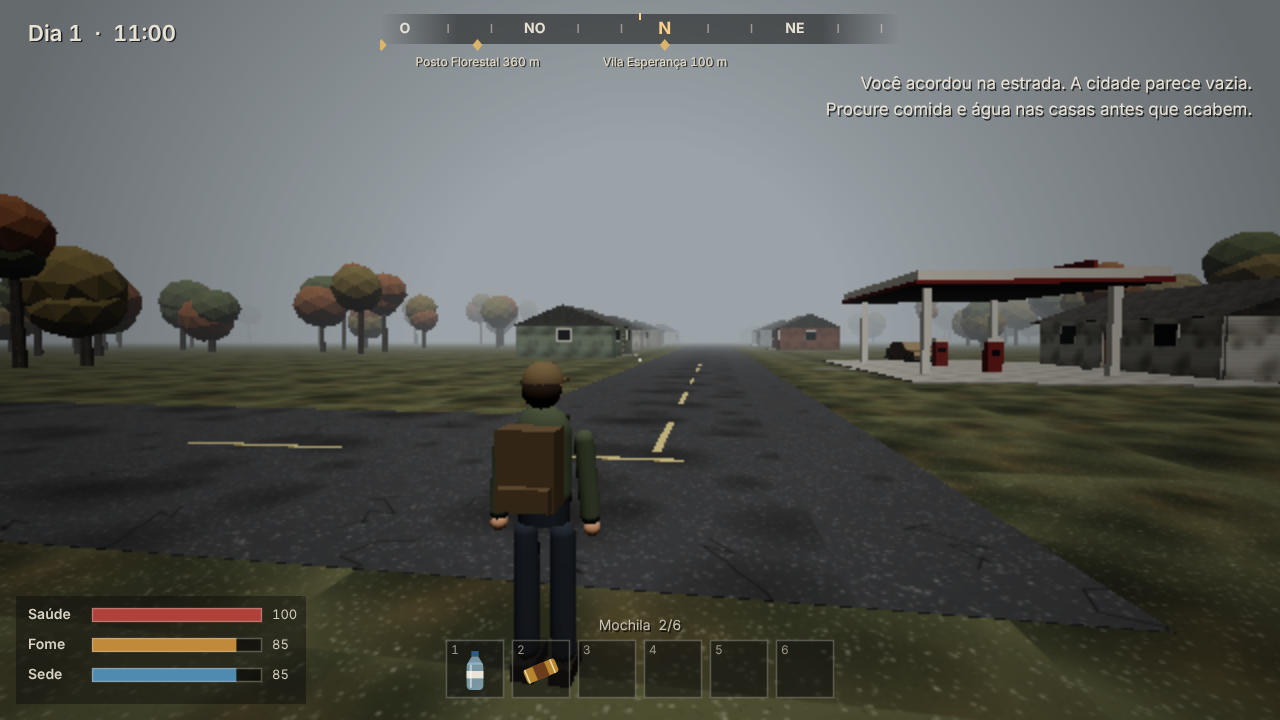 Dia 1 · 11:00
O NO N NE
Posto Florestal 360 m Vila Esperança 100 m
Você acordou na estrada. A cidade parece vazia.
Procure comida e água nas casas antes que acabem.
Saúde 100
Fome 85
Sede 85
Mochila 2/6
1 2 3 4 5 6